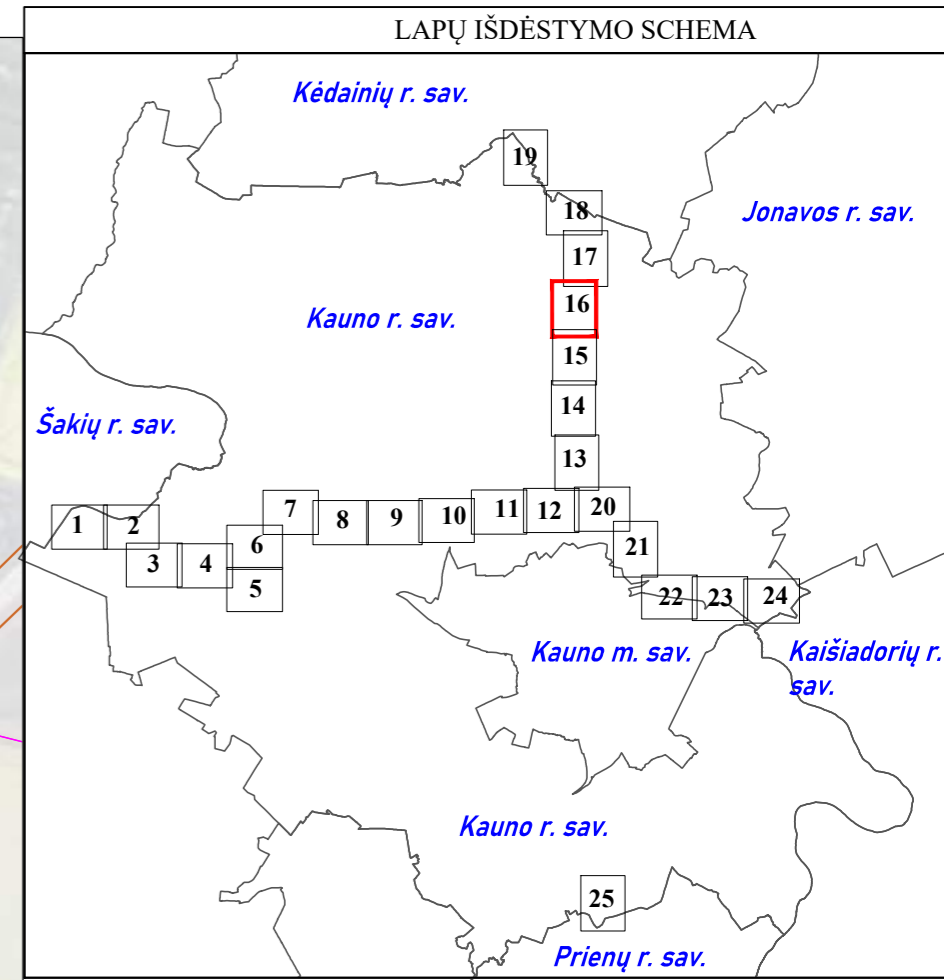 LAPŲ IŠDĖSTYMO SCHEMA
Kėdainių r. sav.
19
18
Jonavos r. sav.
17
16
Kauno r. sav.
15
Šakių r. sav.
14
13
7
11
12
20
1
2
8
9
10
6
21
3
4
5
22
23
24
Kauno m. sav.
Kaišiadorių r.
sav.
Kauno r. sav.
25
Prienų r. sav.